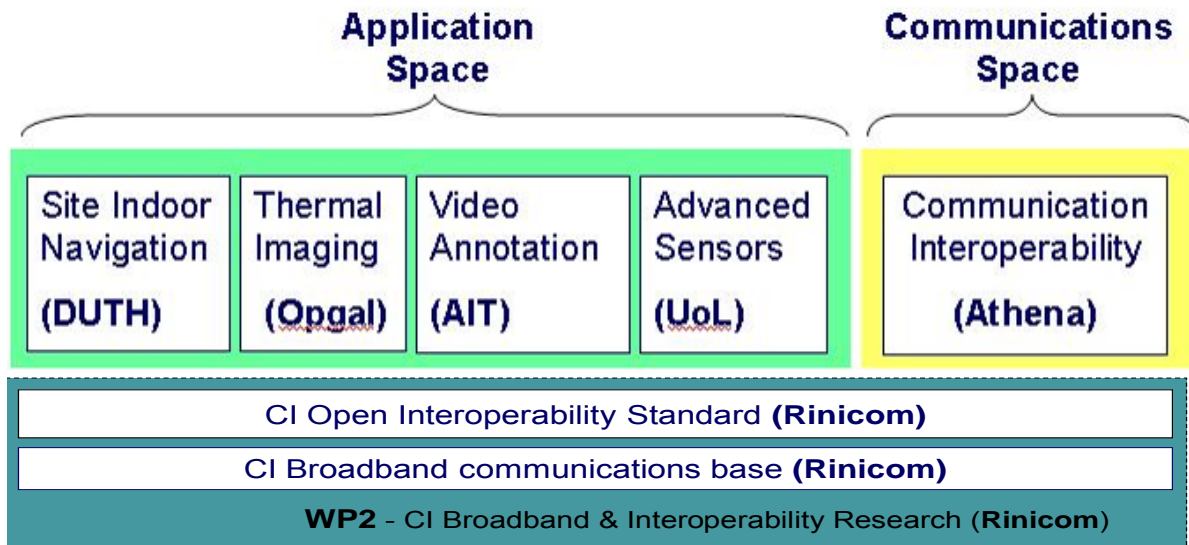 Application
Space
Communications
Space
Site Indoor
Navigation
(DUTH)
Thermal
Imaging
(Opgal)
Video
Annotation
(AIT)
Advanced
Sensors
(UoL)
Communication
Interoperability
(Athena)
CI Open Interoperability Standard (Rinicom)
CI Broadband communications base (Rinicom)
WP2 - CI Broadband & Interoperability Research (Rinicom)